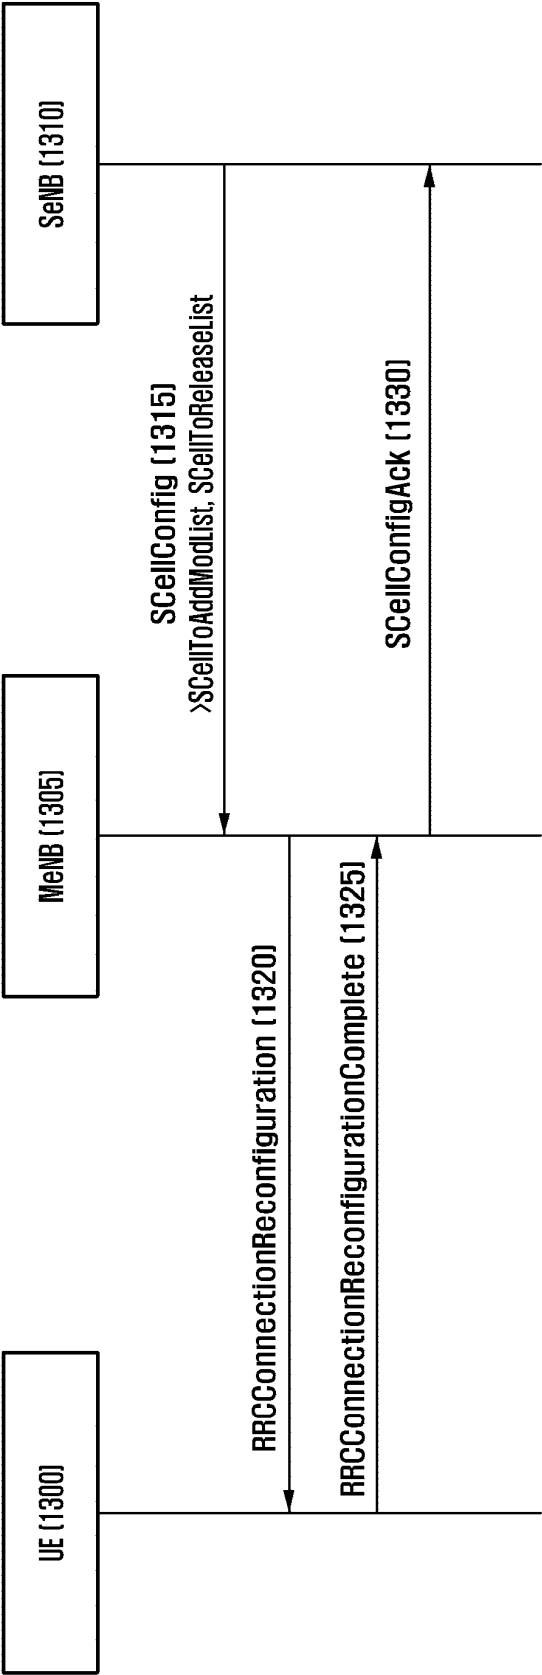 UE (1300)
MeNB (1305)
SeNB (1310)
SCellConfig (1315)
>SCellToAddModList, SCellToReleaseList
RRCConnectionReconfiguration (1320)
RRCConnectionReconfigurationComplete (1325)
SCellConfigAck (1330)